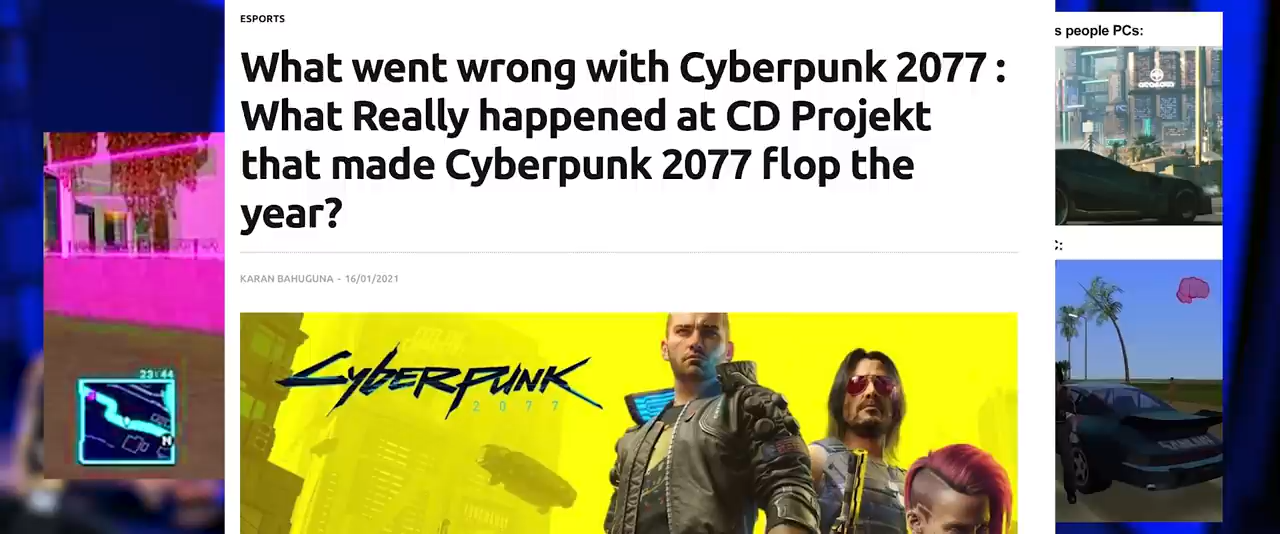 ESPORTS
What went wrong with Cyberpunk 2077 :
What Really happened at CD Projekt
that made Cyberpunk 2077 flop the
year?
KARAN BAHUGUNA - 16/01/2021
CYBERPUNK
2077
s people PCs:
C:
23:44
N